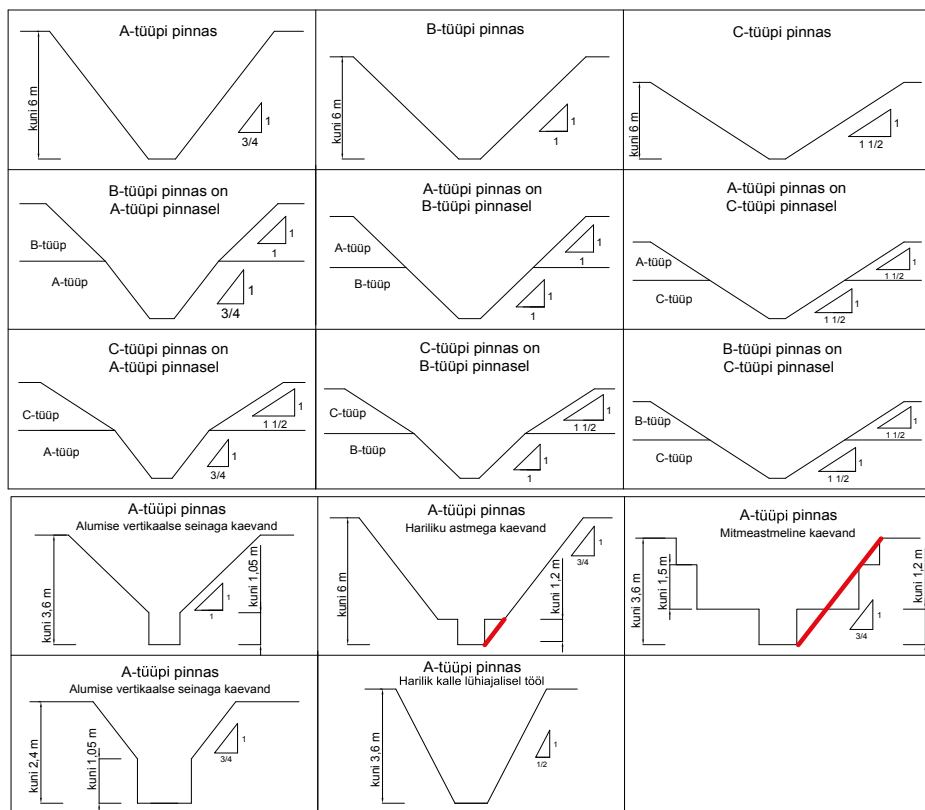 A-tüüpi pinnas
kuni 6 m
1
3/4
B-tüüpi pinnas
kuni 6 m
1
1
C-tüüpi pinnas
kuni 6 m
1
1 1/2
B-tüüpi pinnas on
A-tüüpi pinnasel
B-tüüp
A-tüüp
1
1
1
3/4
A-tüüpi pinnas on
B-tüüpi pinnasel
A-tüüp
B-tüüp
1
1
1
1
A-tüüpi pinnas on
C-tüüpi pinnasel
A-tüüp
C-tüüp
1
1 1/2
1
1 1/2
C-tüüpi pinnas on
A-tüüpi pinnasel
C-tüüp
A-tüüp
1
1 1/2
1
3/4
C-tüüpi pinnas on
B-tüüpi pinnasel
C-tüüp
B-tüüp
1
1 1/2
1
1
B-tüüpi pinnas on
C-tüüpi pinnasel
B-tüüp
C-tüüp
1
1 1/2
1
1 1/2
A-tüüpi pinnas
Alumise vertikaalse seinaga kaevand
kuni 3,6 m
1
1
kuni 1,05 m
A-tüüpi pinnas
Hariliku astmega kaevand
kuni 6 m
1
3/4
kuni 1,2 m
A-tüüpi pinnas
Mitmeastmeline kaevand
kuni 3,6 m
kuni 1,5 m
1
3/4
kuni 1,2 m
A-tüüpi pinnas
Alumise vertikaalse seinaga kaevand
kuni 2,4 m
kuni 1,05 m
1
3/4
A-tüüpi pinnas
Harilik kalle lühiajalisel tööl
kuni 3,6 m
1
1/2